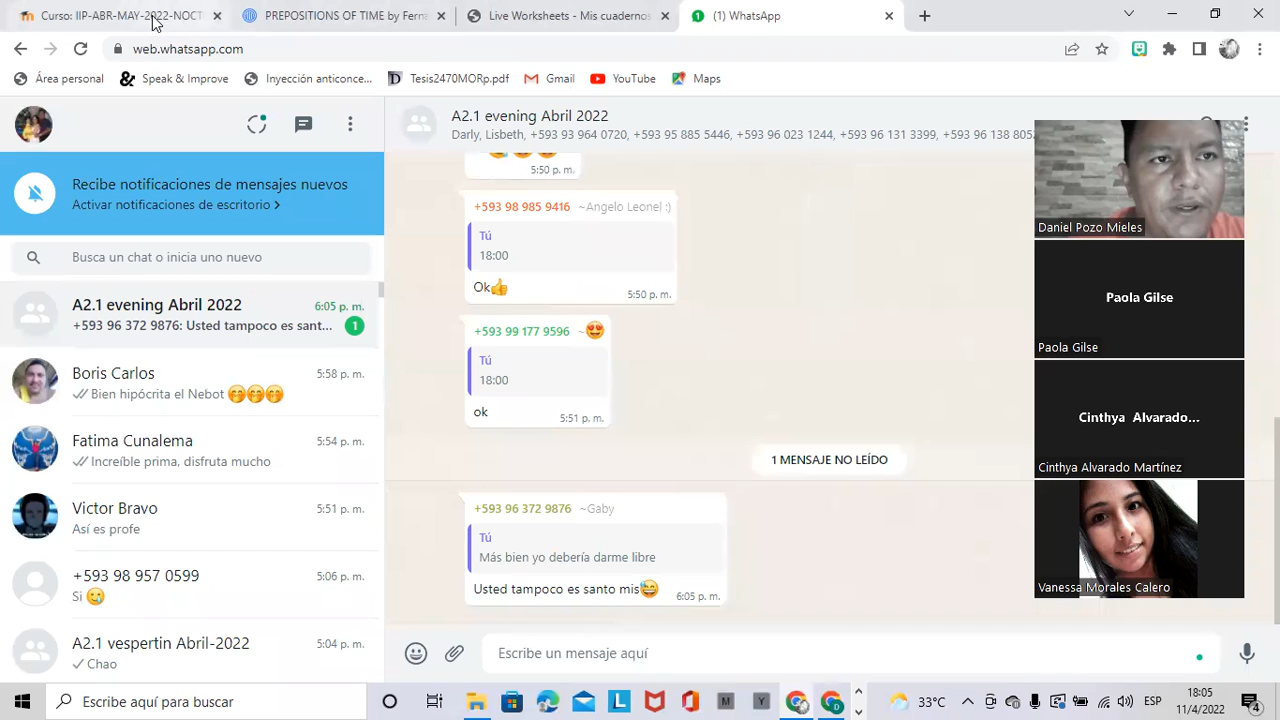 Curso: IIP-ABR-MAY-2022-NOCT
PREPOSITIONS OF TIME by Ferna
Live Worksheets - Mis cuadernos
(1) WhatsApp
web.whatsapp.com
Área personal
Speak & Improve
Inyección anticonce...
Tesis2470MORp.pdf
Gmail
YouTube
Maps
A2.1 evening Abril 2022
Darly, Lisbeth, +593 93 964 0720, +593 95 885 5446, +593 96 023 1244, +593 96 131 3399, +593 96 138 805
Recibe notificaciones de mensajes nuevos
Activar notificaciones de escritorio >
Busca un chat o inicia uno nuevo
A2.1 evening Abril 2022
6:05 p. m.
+593 96 372 9876: Usted tampoco es sant...
1
Boris Carlos
5:58 p. m.
Bien hipócrita el Nebot 🤭🤭🤭
Fatima Cunalema
5:54 p. m.
Increíble prima, disfruta mucho
Victor Bravo
5:51 p. m.
Así es profe
+593 98 957 0599
5:06 p. m.
Si
A2.1 vespertin Abril-2022
5:04 p. m.
Chao
5:50 p. m.
+593 98 985 9416 ~Angelo Leonel :)
Tú
18:00
Ok👍
5:50 p. m.
+593 99 177 9596 ~😍
Tú
18:00
ok
5:51 p. m.
1 MENSAJE NO LEÍDO
+593 96 372 9876 ~Gaby
Tú
Más bien yo debería darme libre
Usted tampoco es santo mis😅
6:05 p. m.
Escribe un mensaje aquí
Daniel Pozo Mieles
Paola Gilse
Paola Gilse
Cinthya Alvarado...
Cinthya Alvarado Martínez
Vanessa Morales Calero
Escribe aquí para buscar
L
M
Y
33°C
ESP
18:05
11/4/2022
4